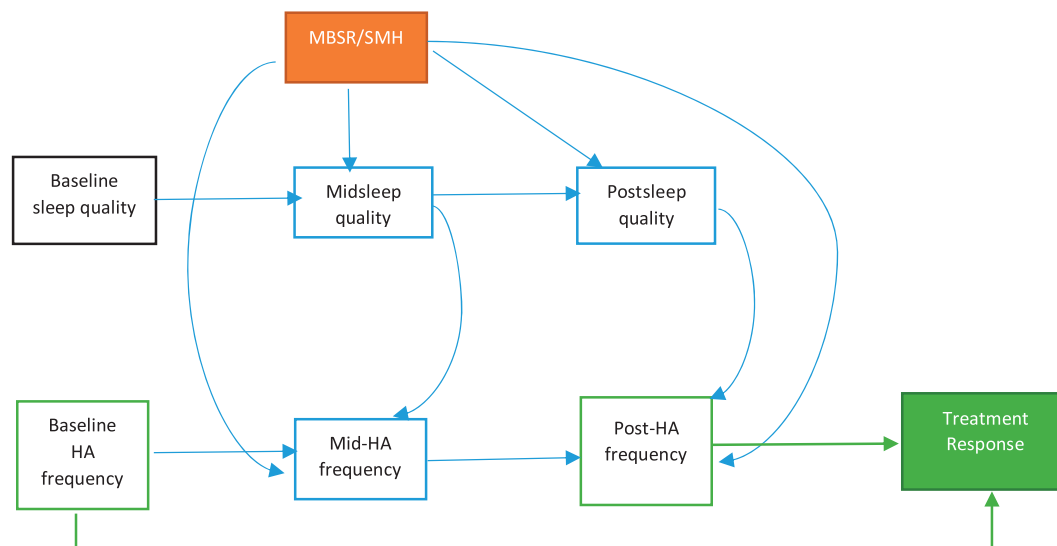 MBSR/SMH
Baseline
sleep quality
Midsleep
quality
Postsleep
quality
Baseline
HA
frequency
Mid-HA
frequency
Post-HA
frequency
Treatment
Response